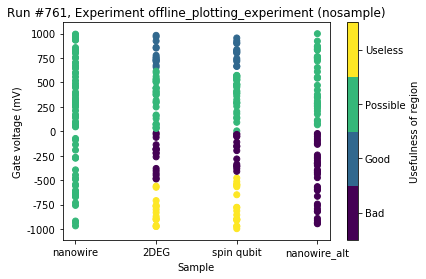 Run #761, Experiment offline_plotting_experiment (nosample)
Gate voltage (mV)
1000
750
500
250
0
-250
-500
-750
-1000
nanowire
2DEG
spin qubit
nanowire_alt
Sample
Useless
Possible
Good
Bad
Usefulness of region